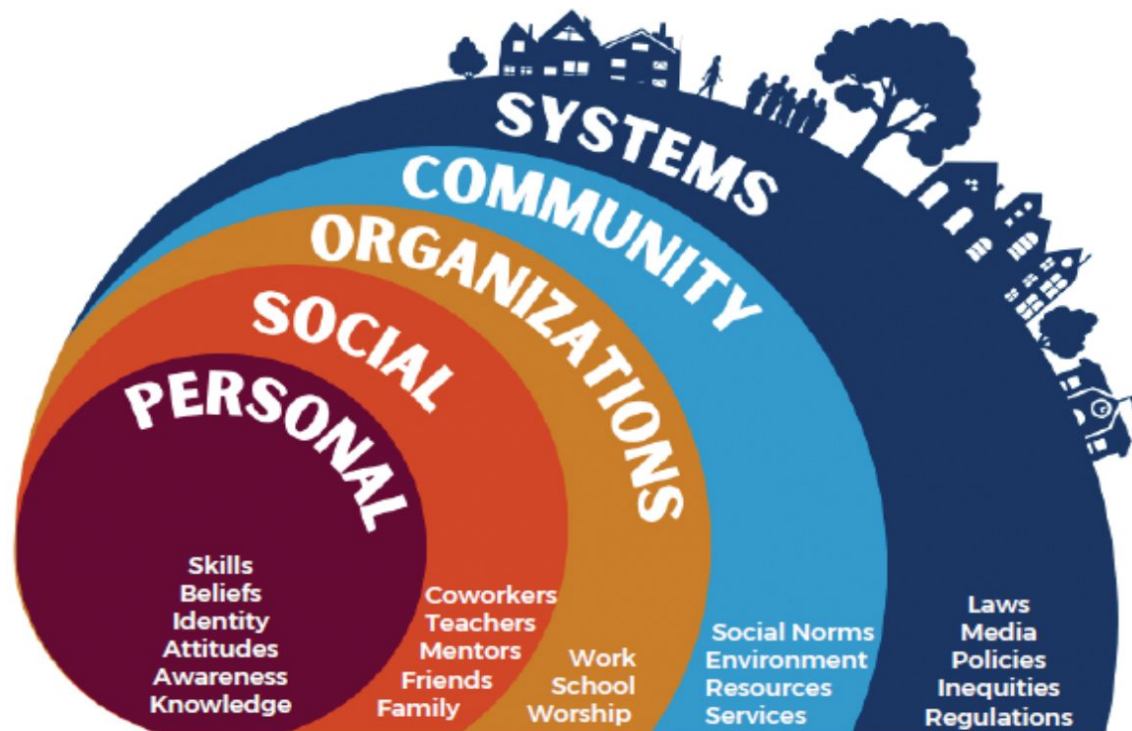 SYSTEMS
COMMUNITY
ORGANIZATIONS
SOCIAL
PERSONAL
Skills
Beliefs
Identity
Attitudes
Awareness
Knowledge
Coworkers
Teachers
Mentors
Friends
Family
Work
School
Worship
Social Norms
Environment
Resources
Services
Laws
Media
Policies
Inequities
Regulations